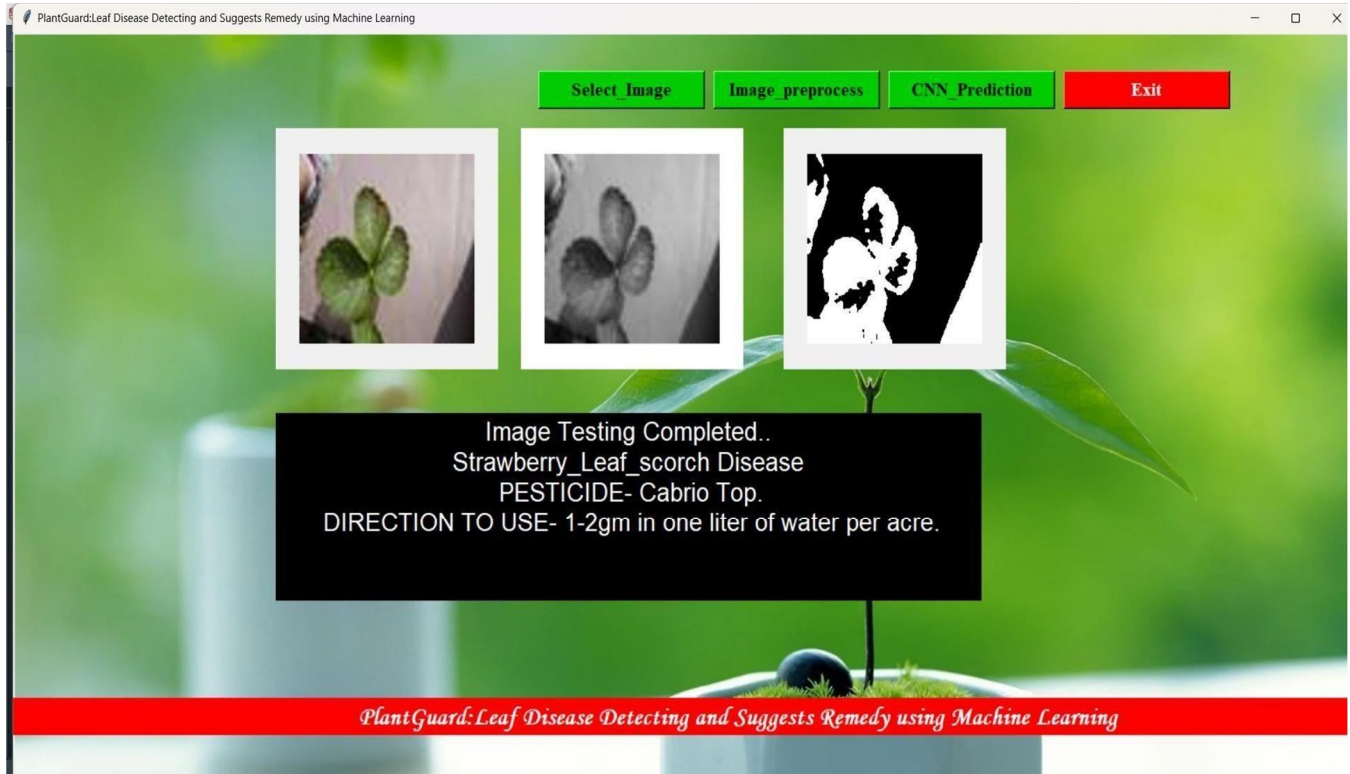 PlantGuard:Leaf Disease Detecting and Suggests Remedy using Machine Learning
Select_Image Image_preprocess CNN_Prediction Exit
Image Testing Completed..
Strawberry_Leaf_scorch Disease
PESTICIDE- Cabrio Top.
DIRECTION TO USE- 1-2gm in one liter of water per acre.
PlantGuard:Leaf Disease Detecting and Suggests Remedy using Machine Learning